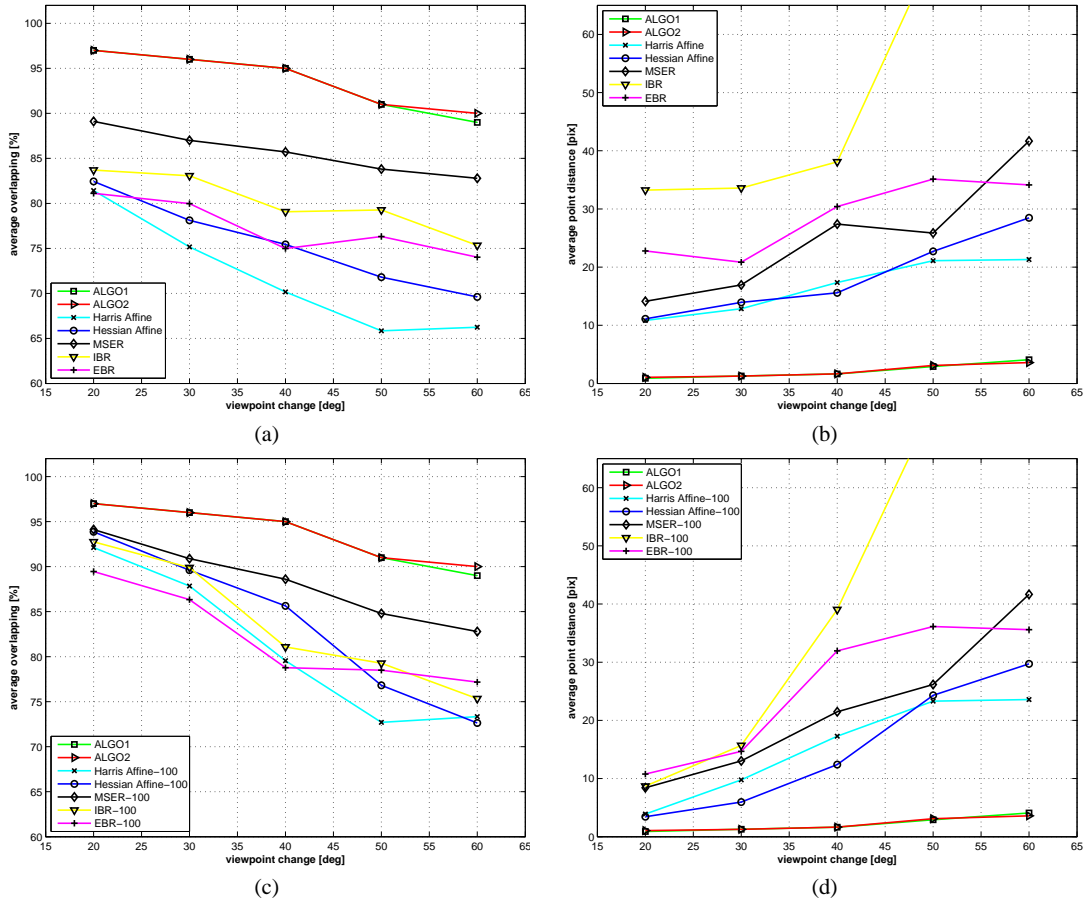 100
95
90
85
80
75
70
65
60
average overlapping [%]
ALGO1
ALGO2
Harris Affine
Hessian Affine
MSER
IBR
EBR
15 20 25 30 35 40 45 50 55 60 65
viewpoint change [deg]
(a)
60
50
40
30
20
10
0
average point distance [pix]
ALGO1
ALGO2
Harris Affine
Hessian Affine
MSER
IBR
EBR
15 20 25 30 35 40 45 50 55 60 65
viewpoint change [deg]
(b)
100
95
90
85
80
75
70
65
60
average overlapping [%]
ALGO1
ALGO2
Harris Affine−100
Hessian Affine−100
MSER−100
IBR−100
EBR−100
15 20 25 30 35 40 45 50 55 60 65
viewpoint change [deg]
(c)
60
50
40
30
20
10
0
average point distance [pix]
ALGO1
ALGO2
Harris Affine−100
Hessian Affine−100
MSER−100
IBR−100
EBR−100
15 20 25 30 35 40 45 50 55 60 65
viewpoint change [deg]
(d)